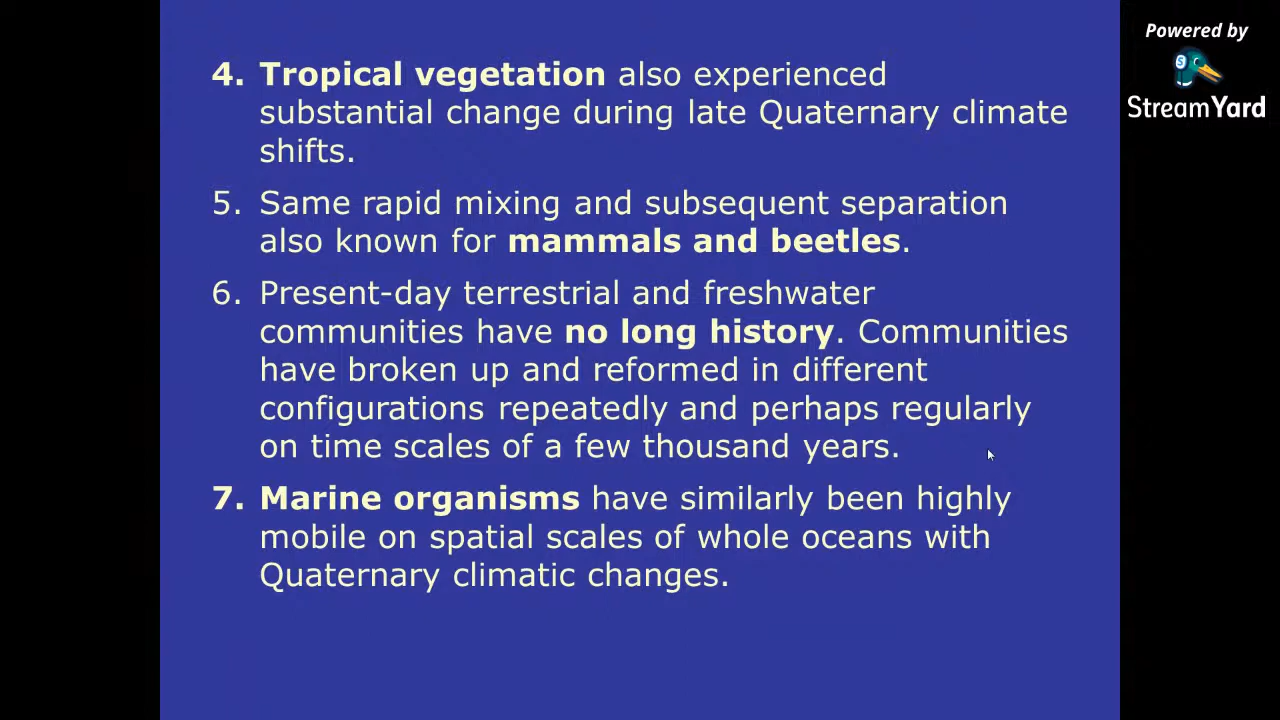 4. Tropical vegetation also experienced
substantial change during late Quaternary climate
shifts.
5. Same rapid mixing and subsequent separation
also known for mammals and beetles.
6. Present-day terrestrial and freshwater
communities have no long history. Communities
have broken up and reformed in different
configurations repeatedly and perhaps regularly
on time scales of a few thousand years.
7. Marine organisms have similarly been highly
mobile on spatial scales of whole oceans with
Quaternary climatic changes.
Powered by
S
StreamYard